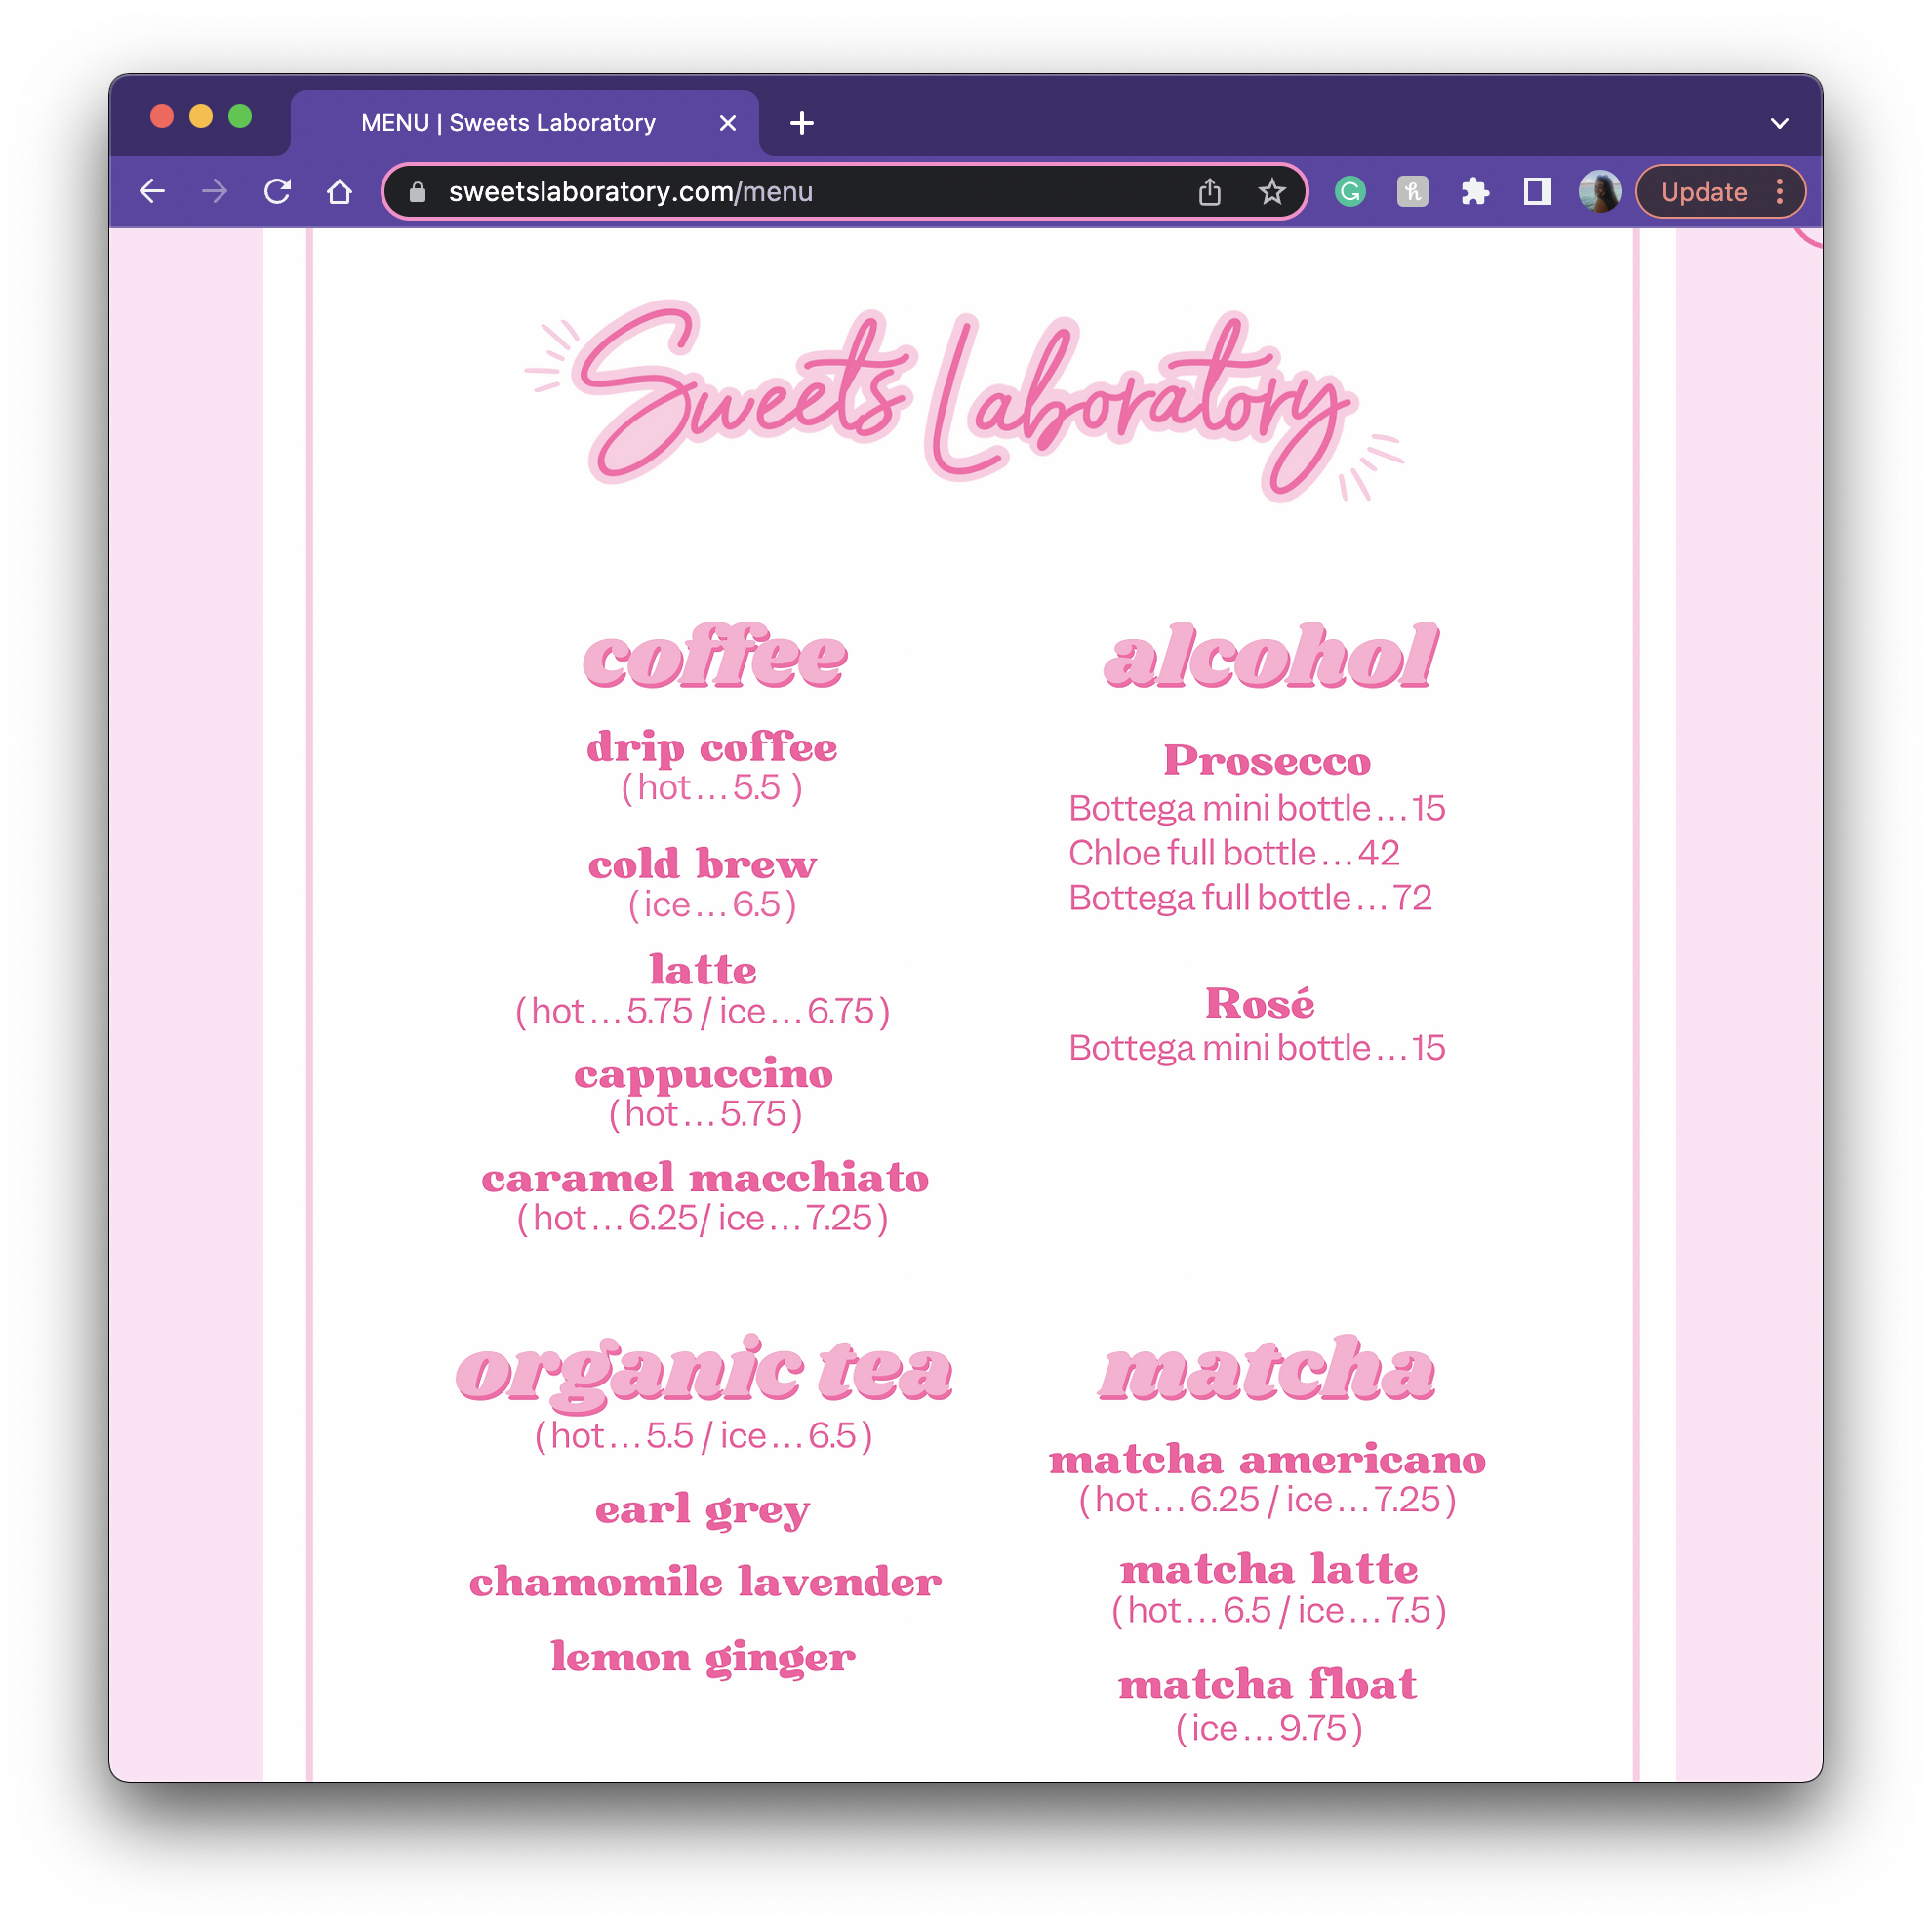 MENU | Sweets Laboratory
sweetslaboratory.com/menu
Update
Sweets Laboratory
coffee
drip coffee
(hot...5.5 )
cold brew
(ice...6.5)
latte
(hot...5.75 / ice...6.75)
cappuccino
(hot...5.75)
caramel macchiato
(hot...6.25/ ice...7.25)
alcohol
Prosecco
Bottega mini bottle...15
Chloe full bottle...42
Bottega full bottle...72
Rosé
Bottega mini bottle...15
organic tea
(hot...5.5 / ice...6.5)
earl grey
chamomile lavender
lemon ginger
matcha
matcha americano
(hot...6.25 / ice...7.25)
matcha latte
(hot...6.5 / ice...7.5)
matcha float
(ice...9.75)